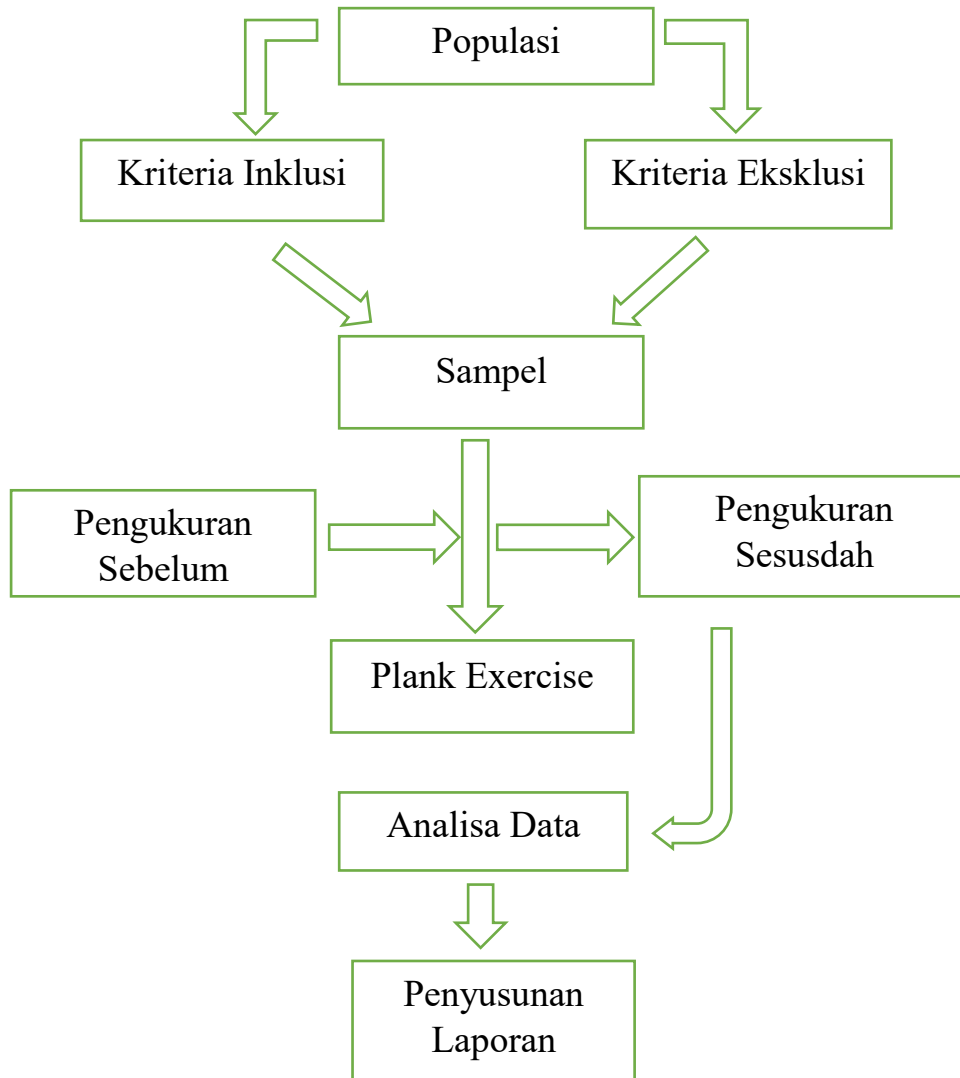 Populasi
Kriteria Inklusi
Kriteria Eksklusi
Sampel
Pengukuran
Sebelum
Pengukuran
Sesusdah
Plank Exercise
Analisa Data
Penyusunan
Laporan